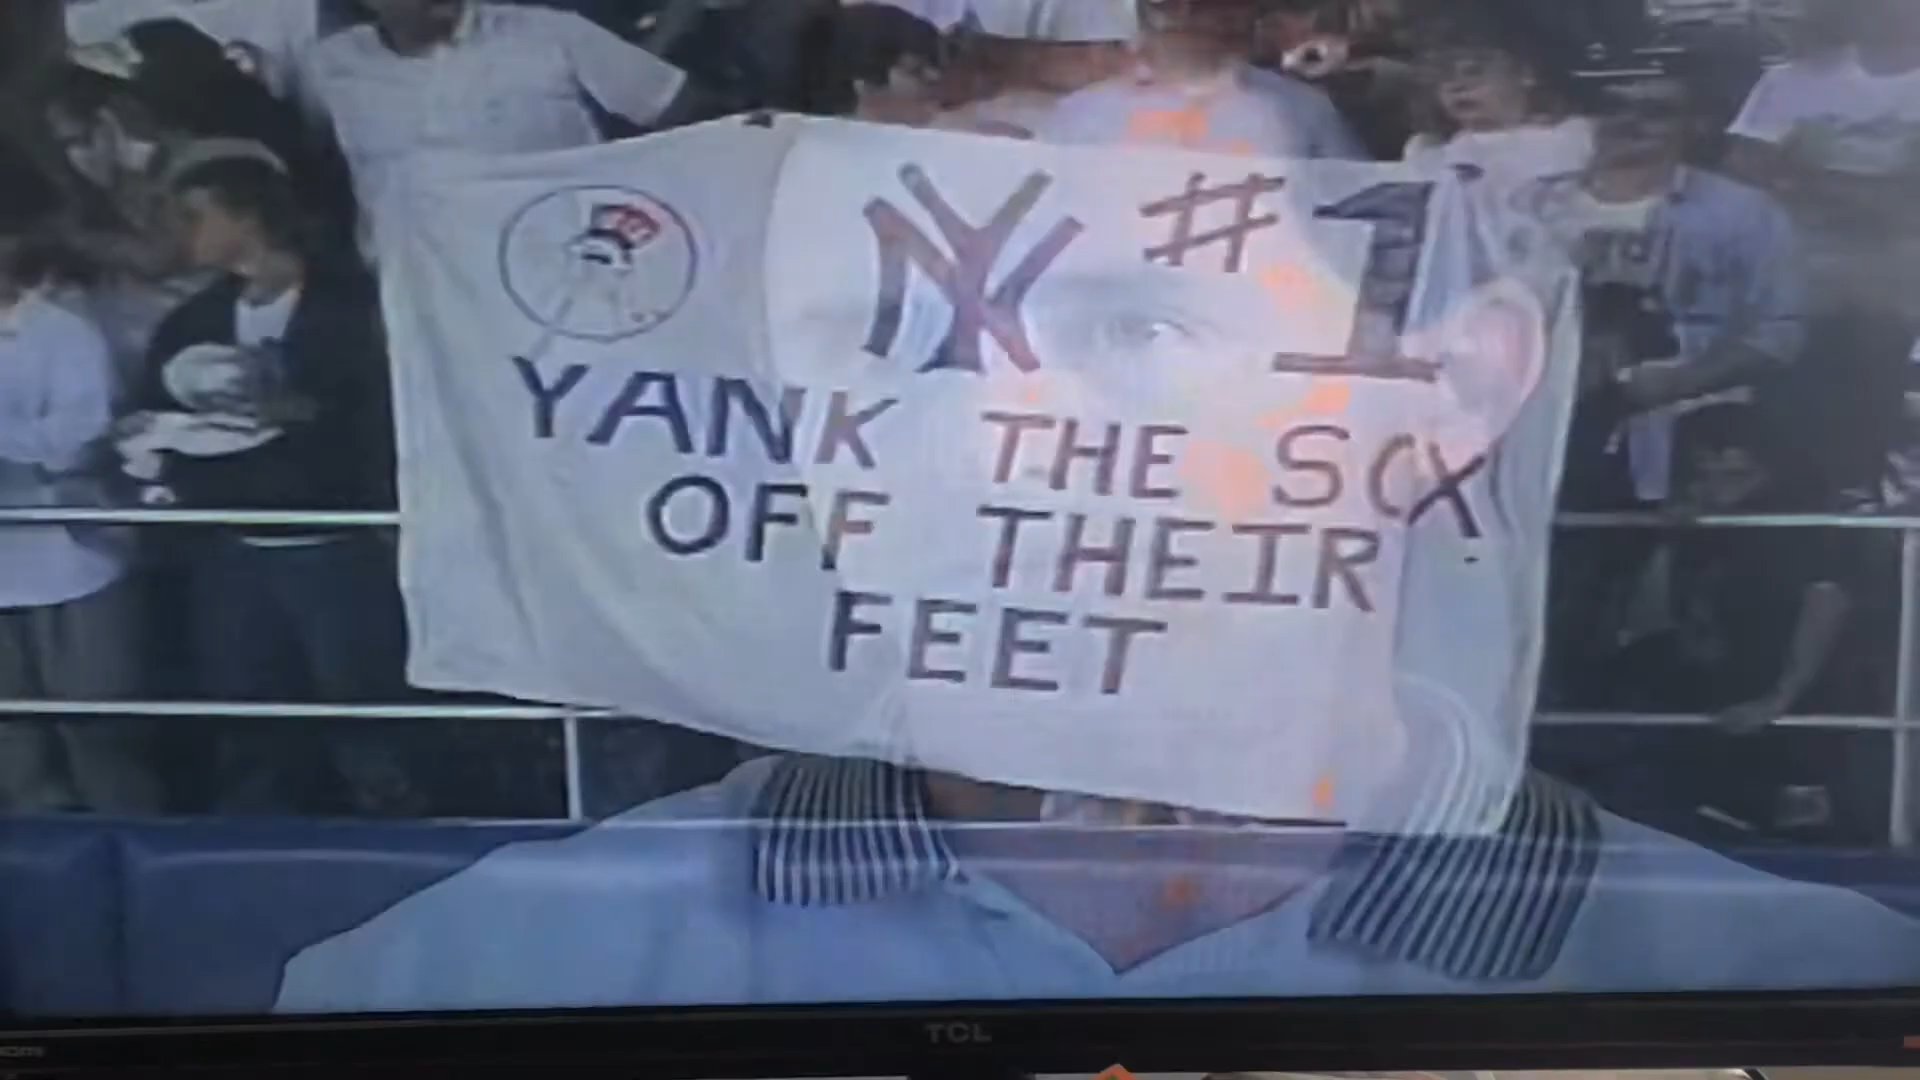 NY #1
YANK THE SOX
OFF THEIR
FEET
TCL